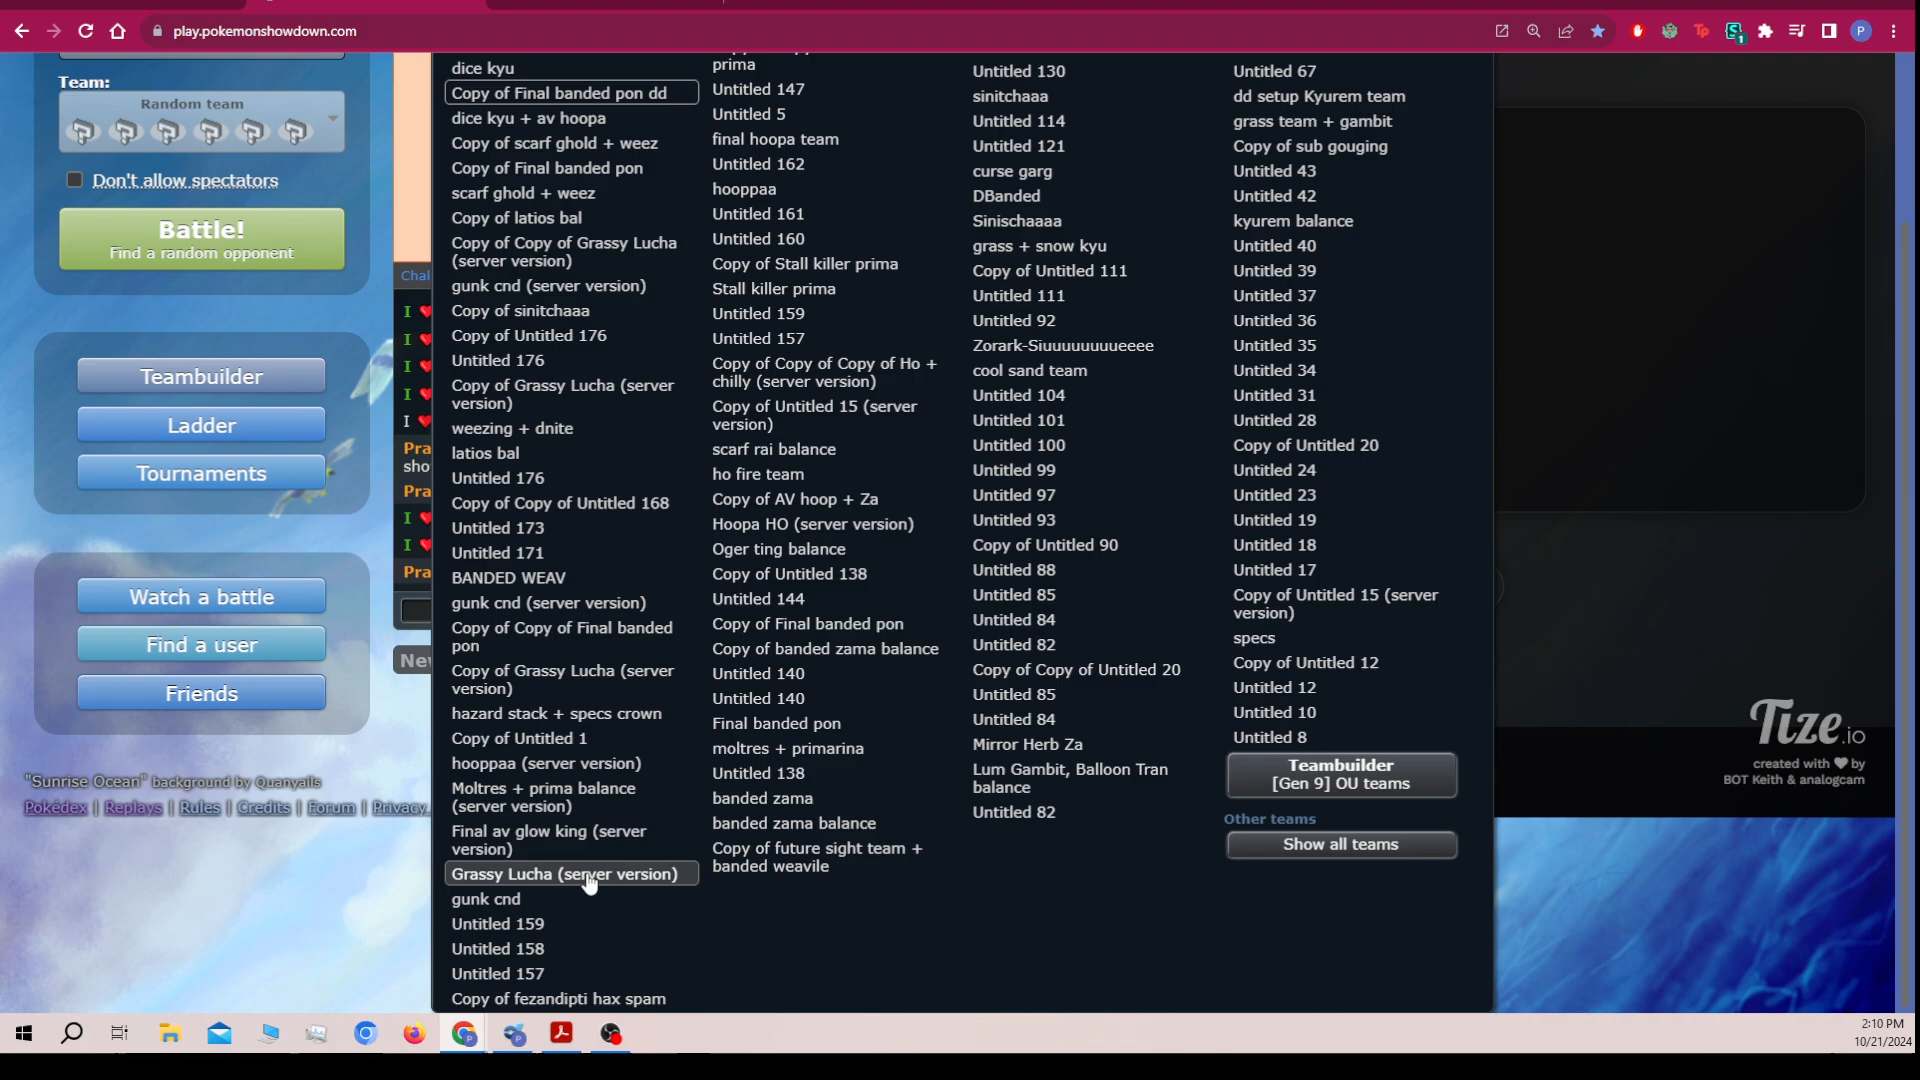 play.pokemonshowdown.com
Team:
Random team
Don't allow spectators
Battle!
Find a random opponent
Teambuilder
Ladder
Tournaments
Watch a battle
Find a user
Friends
"Sunrise Ocean" background by Quanyails
Pokédex | Replays | Rules | Credits | Forum | Privacy
Chal
I
I
I
I
I
Pra
sho
Pra
I
I
Pra
dice kyu
Copy of Final banded pon dd
dice kyu + av hoopa
Copy of scarf ghold + weez
Copy of Final banded pon
scarf ghold + weez
Copy of latios bal
Copy of Copy of Grassy Lucha
(server version)
gunk cnd (server version)
Copy of sinitchaaa
Copy of Untitled 176
Untitled 176
Copy of Grassy Lucha (server
version)
weezing + dnite
latios bal
Untitled 176
Copy of Copy of Untitled 168
Untitled 173
Untitled 171
BANDED WEAV
gunk cnd (server version)
Copy of Copy of Final banded
pon
Copy of Grassy Lucha (server
version)
hazard stack + specs crown
Copy of Untitled 1
hooppaa (server version)
Moltres + prima balance
(server version)
Final av glow king (server
version)
Grassy Lucha (server version)
gunk cnd
Untitled 159
Untitled 158
Untitled 157
Copy of fezandipti hax spam
prima
Untitled 147
Untitled 5
final hoopa team
Untitled 162
hooppaa
Untitled 161
Untitled 160
Copy of Stall killer prima
Stall killer prima
Untitled 159
Untitled 157
Copy of Copy of Copy of Ho +
chilly (server version)
Copy of Untitled 15 (server
version)
scarf rai balance
ho fire team
Copy of AV hoop + Za
Hoopa HO (server version)
Oger ting balance
Copy of Untitled 138
Untitled 144
Copy of Final banded pon
Copy of banded zama balance
Untitled 140
Untitled 140
Final banded pon
moltres + primarina
Untitled 138
banded zama
banded zama balance
Copy of future sight team +
banded weavile
Untitled 130
sinitchaaa
Untitled 114
Untitled 121
curse garg
DBanded
Sinischaaaa
grass + snow kyu
Copy of Untitled 111
Untitled 111
Untitled 92
Zorark-Siuuuuuuuueeee
cool sand team
Untitled 104
Untitled 101
Untitled 100
Untitled 99
Untitled 97
Untitled 93
Copy of Untitled 90
Untitled 88
Untitled 85
Untitled 84
Untitled 82
Copy of Copy of Untitled 20
Untitled 85
Untitled 84
Mirror Herb Za
Lum Gambit, Balloon Tran
balance
Untitled 82
Untitled 67
dd setup Kyurem team
grass team + gambit
Copy of sub gouging
Untitled 43
Untitled 42
kyurem balance
Untitled 40
Untitled 39
Untitled 37
Untitled 36
Untitled 35
Untitled 34
Untitled 31
Untitled 28
Copy of Untitled 20
Untitled 24
Untitled 23
Untitled 19
Untitled 18
Untitled 17
Copy of Untitled 15 (server
version)
specs
Copy of Untitled 12
Untitled 12
Untitled 10
Untitled 8
Teambuilder
[Gen 9] OU teams
Other teams
Show all teams
Tize.io
created with ♥ by
BOT Keith & analogcam
2:10 PM
10/21/2024